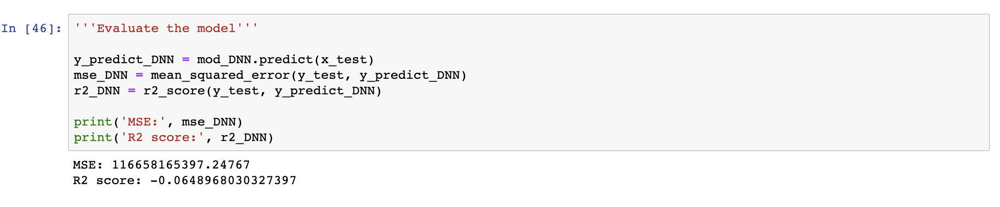 In [46]: '''Evaluate the model'''
y_predict_DNN = mod_DNN.predict(x_test)
mse_DNN = mean_squared_error(y_test, y_predict_DNN)
r2_DNN = r2_score(y_test, y_predict_DNN)
print('MSE:', mse_DNN)
print('R2 score:', r2_DNN)
MSE: 116658165397.24767
R2 score: -0.0648968030327397